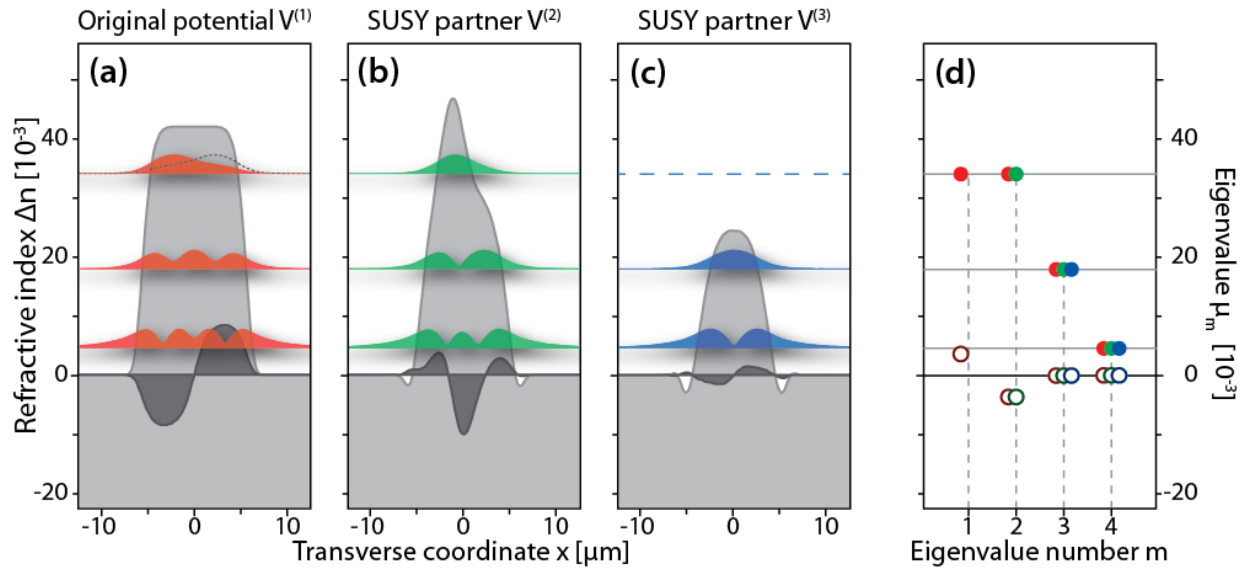 Original potential V(1)
SUSY partner V(2)
SUSY partner V(3)
(a)
(b)
(c)
(d)
Refractive index Δn [10-3]
40
20
0
-20
40
20
0
-20
Eigenvalue μm [10-3]
-10 0 10
-10 0 10
-10 0 10
1 2 3 4
Transverse coordinate x [μm]
Eigenvalue number m